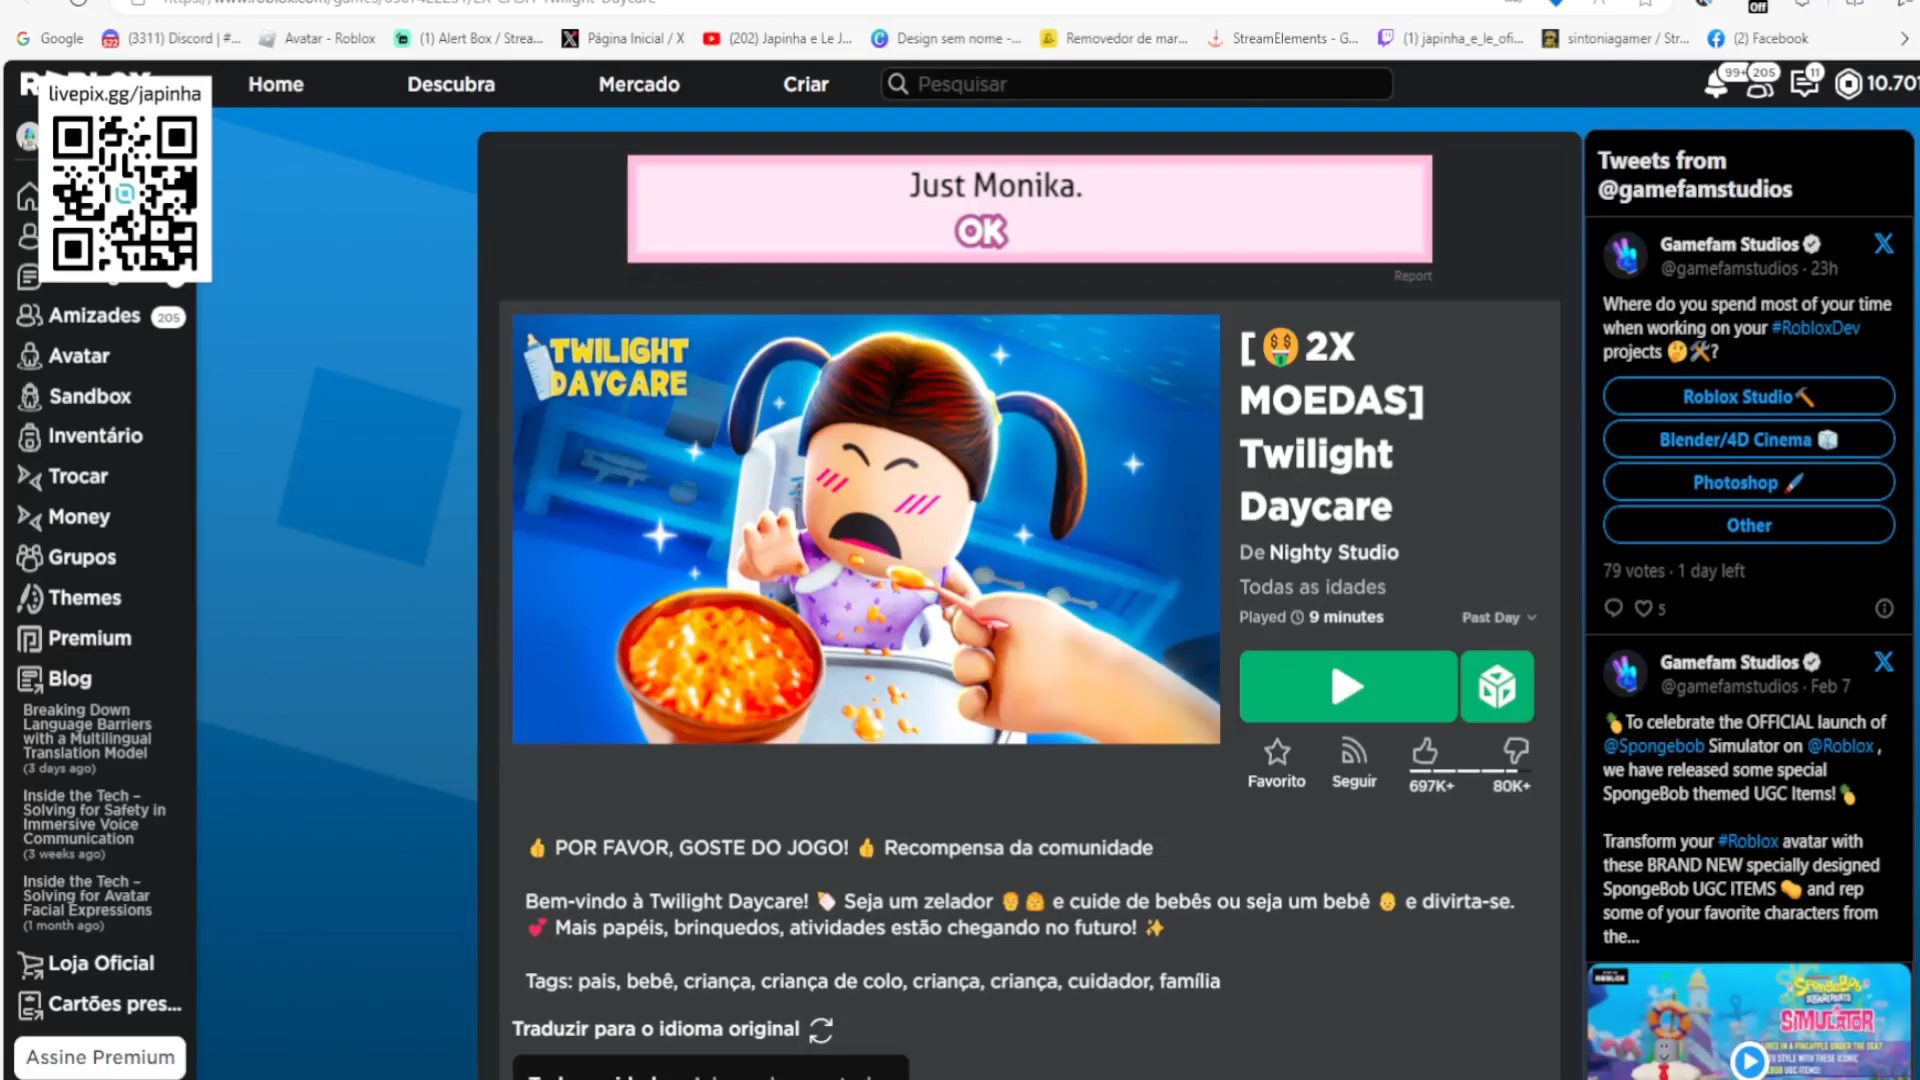 Google
(3311) Discord | #...
Avatar - Roblox
(1) Alert Box / Strea...
Página Inicial / X
(202) Japinha e Le J...
Design sem nome -...
Removedor de mar...
StreamElements - G...
(1) japinha_e_le_ofi...
sintoniagamer / Str...
(2) Facebook
Home
Descubra
Mercado
Criar
Pesquisar
99+
205
11
10.701
livepix.gg/japinha
Amizades 205
Avatar
Sandbox
Inventário
Trocar
Money
Grupos
Themes
Premium
Blog
Breaking Down
Language Barriers
with a Multilingual
Translation Model
(3 days ago)
Inside the Tech –
Solving for Safety in
Immersive Voice
Communication
(3 weeks ago)
Inside the Tech –
Solving for Avatar
Facial Expressions
(1 month ago)
Loja Oficial
Cartões pres...
Assine Premium
Just Monika.
OK
Report
TWILIGHT
DAYCARE
[🤑2X
MOEDAS]
Twilight
Daycare
De Nighty Studio
Todas as idades
Played 9 minutes
Past Day
Favorito
Seguir
697K+
80K+
👍 POR FAVOR, GOSTE DO JOGO! 👍 Recompensa da comunidade
Bem-vindo à Twilight Daycare! 🍼 Seja um zelador 👨 👩 e cuide de bebês ou seja um bebê 👶 e divirta-se.
💕 Mais papéis, brinquedos, atividades estão chegando no futuro! ✨
Tags: pais, bebê, criança, criança de colo, criança, criança, cuidador, família
Traduzir para o idioma original
Tweets from
@gamefamstudios
Gamefam Studios
@gamefamstudios · 23h
Where do you spend most of your time
when working on your #RobloxDev
projects 🤔🛠️?
Roblox Studio🔨
Blender/4D Cinema 🧊
Photoshop 🖌️
Other
79 votes · 1 day left
5
Gamefam Studios
@gamefamstudios · Feb 7
🍍To celebrate the OFFICIAL launch of
@Spongebob Simulator on @Roblox ,
we have released some special
SpongeBob themed UGC Items!🍍
Transform your #Roblox avatar with
these BRAND NEW specially designed
SpongeBob UGC ITEMS 🧽 and rep
some of your favorite characters from
the...
SpongeBob
SQUAREPANTS
SIMULATOR